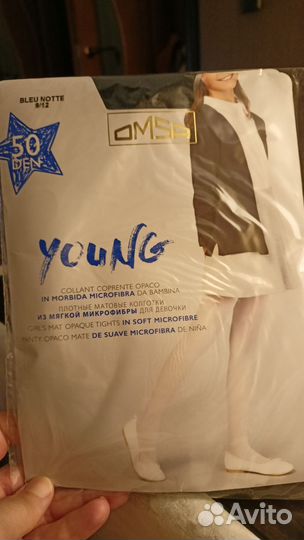 BLEU NOTTE
9/12
OMSA
50
DEN
YOUNG
COLLANT COPRENTE OPACO
IN MORBIDA MICROFIBRA DA BAMBINA
ПЛОТНЫЕ МАТОВЫЕ КОЛГОТКИ
ИЗ МЯГКОЙ МИКРОФИБРЫ ДЛЯ ДЕВОЧКИ
GIRL'S MAT OPAQUE TIGHTS IN SOFT MICROFIBRE
PANTY OPACO MATE DE SUAVE MICROFIBRA DE NIÑA
Avito